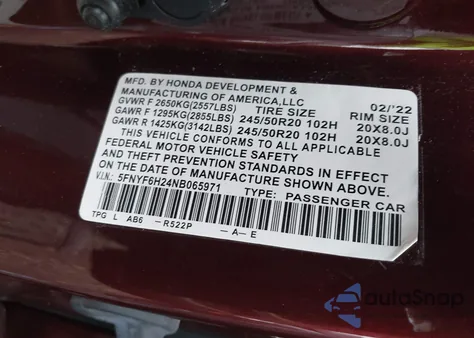 MFD. BY HONDA DEVELOPMENT &
MANUFACTURING OF AMERICA,LLC 02/'22
GVWR F 2650KG(2557LBS) TIRE SIZE RIM SIZE
GAWR F 1295KG(2855LBS) 245/50R20 102H 20X8.0J
GAWR R 1425KG(3142LBS) 245/50R20 102H 20X8.0J
THIS VEHICLE CONFORMS TO ALL APPLICABLE
FEDERAL MOTOR VEHICLE SAFETY
AND THEFT PREVENTION STANDARDS IN EFFECT
ON THE DATE OF MANUFACTURE SHOWN ABOVE.
V.I.N.: 5FNYF6H24NB065971 TYPE: PASSENGER CAR
TPG L AB6 -R522P -A-E
autoSnap